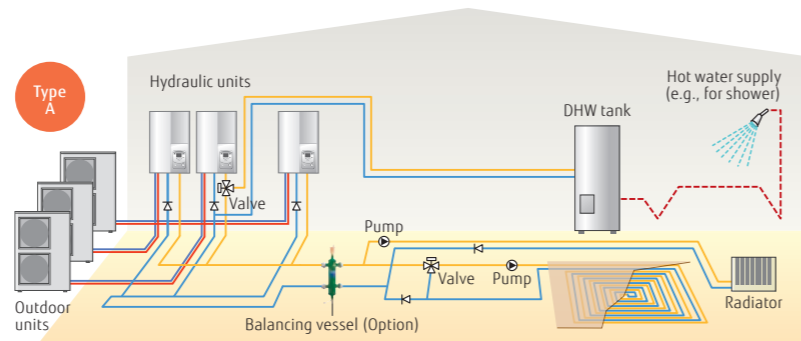 Type
A
Hydraulic units
Hot water supply
(e.g., for shower)
DHW tank
Valve
Pump
Valve
Pump
Outdoor
units
Balancing vessel (Option)
Radiator